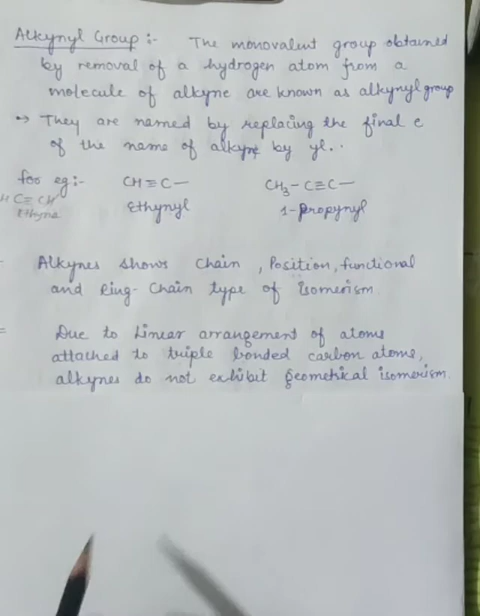 Alkynyl Group :- The monovalent group obtained
by removal of a hydrogen atom from a
molecule of alkyne are known as alkynyl group
→ They are named by replacing the final e
of the name of alkyne by yl..
for eg:- CH≡C— CH₃-C≡C—
HC≡CH Ethynyl 1-propynyl
Ethyne
- Alkynes shows Chain, Position, functional
and Ring-Chain type of isomerism.
= Due to Linear arrangement of atoms
attached to triple bonded carbon atoms,
alkynes do not exhibit geometrical isomerism.